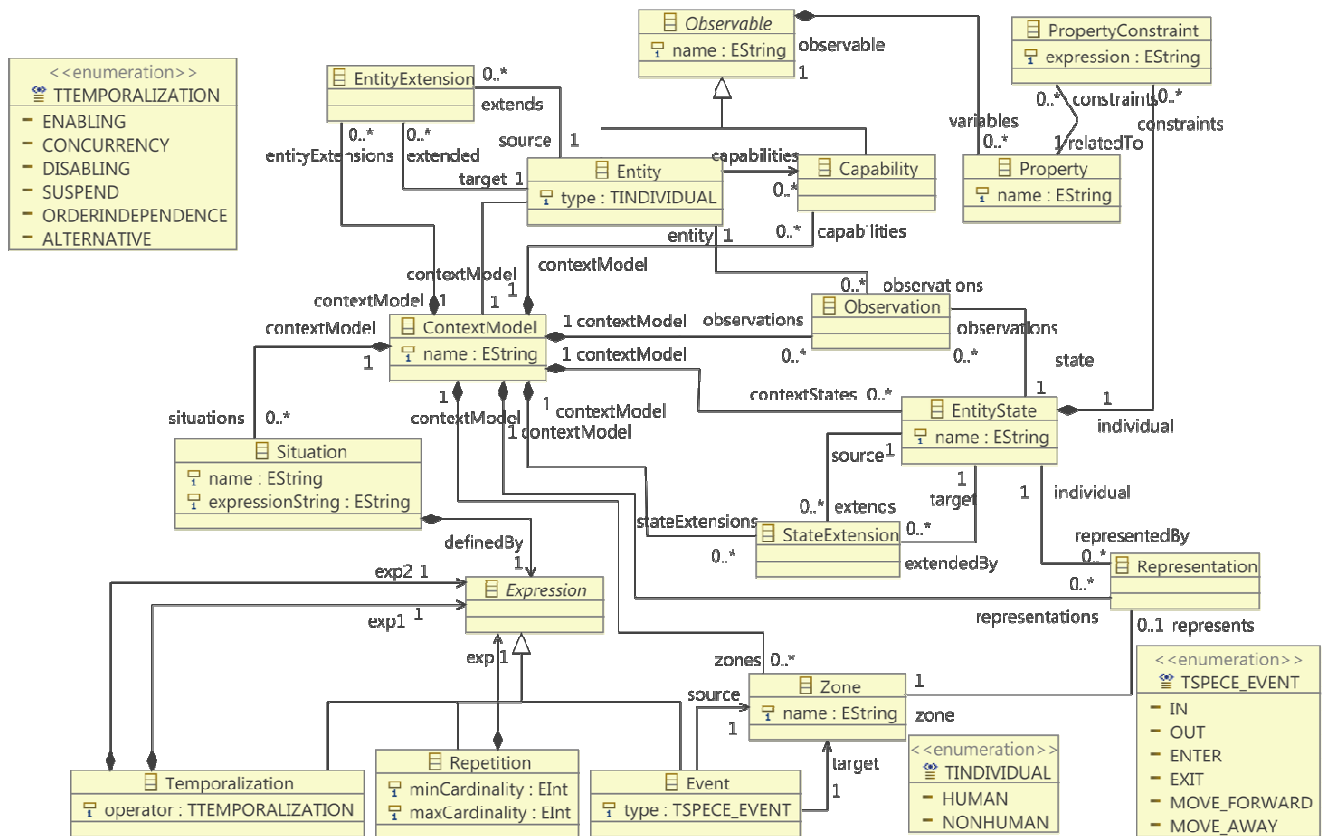 Observable
name : EString
observable
1
PropertyConstraint
expression : EString
<<enumeration>>
TTEMPORALIZATION
ENABLING
CONCURRENCY
DISABLING
SUSPEND
ORDERINDEPENDENCE
ALTERNATIVE
EntityExtension
0..*
extends
0..*
0..*
entityExtensions
extended
source
1
target 1
Entity
type : TINDIVIDUAL
capabilities
0..*
Capability
variables
0..*
0..*
constraints
0..*
constraints
1
relatedTo
Property
name : EString
entity 1
0..*
capabilities
contextModel
contextModel
1
1
contextModel
1
0..*
observations
Observation
contextModel
1
ContextModel
name : EString
1 contextModel
observations
0..*
observations
0..*
1 contextModel
contextStates 0..*
state
1
EntityState
name : EString
1
individual
1
contextModel
1
contextModel
1
contextModel
situations
0..*
Situation
name : EString
expressionString : EString
source
1
1
target
1
individual
0..*
extends
stateExtensions
0..*
StateExtension
0..*
extendedBy
representedBy
0..*
0..*
Representation
representations
0..1 represents
definedBy
1
exp2 1
exp1 1
Expression
exp 1
zones 0..*
source
1
Zone
name : EString
1
zone
target
1
Temporalization
operator : TTEMPORALIZATION
Repetition
minCardinality : EInt
maxCardinality : EInt
Event
type : TSPECE_EVENT
<<enumeration>>
TINDIVIDUAL
HUMAN
NONHUMAN
<<enumeration>>
TSPECE_EVENT
IN
OUT
ENTER
EXIT
MOVE_FORWARD
MOVE_AWAY